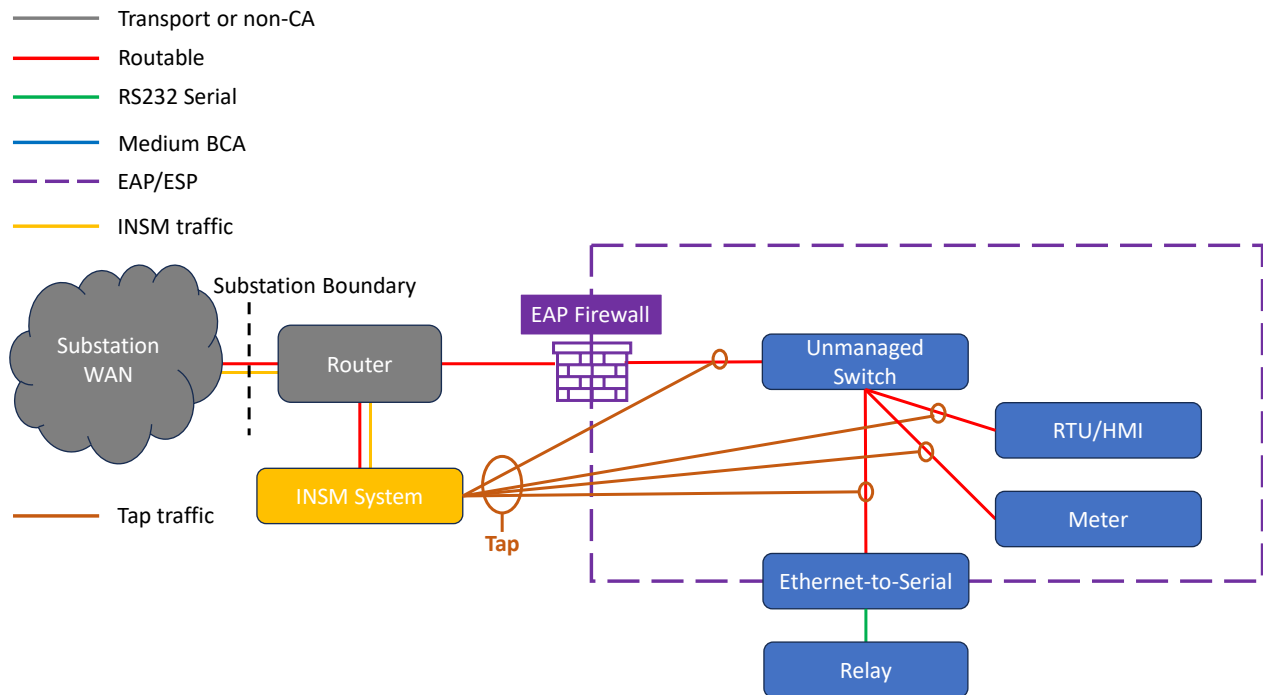 Transport or non-CA
Routable
RS232 Serial
Medium BCA
EAP/ESP
INSM traffic
Substation Boundary
EAP Firewall
Substation
WAN
Router
Unmanaged
Switch
RTU/HMI
INSM System
Meter
Tap traffic
Tap
Ethernet-to-Serial
Relay